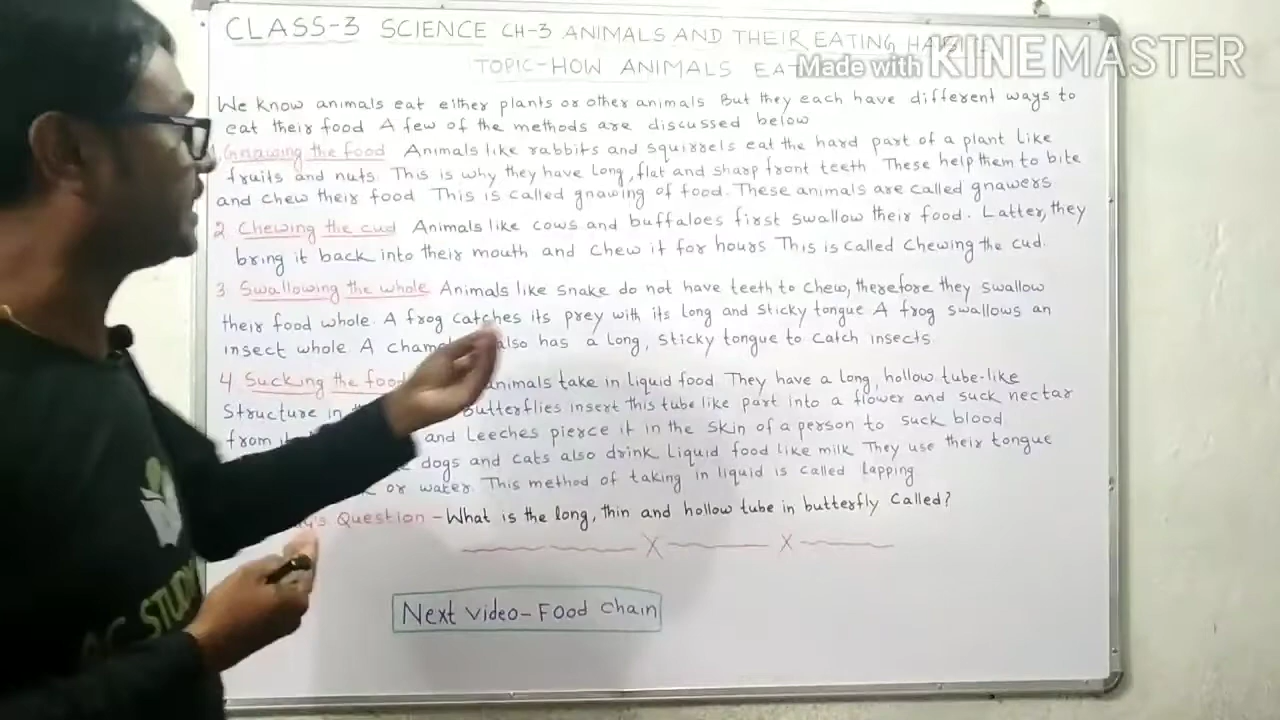 CLASS-3 SCIENCE CH-3 ANIMALS AND THEIR EATING
TOPIC-HOW ANIMALS EAT
Made with KINEMASTER
We know animals eat either plants or other animals But they each have different ways to
eat their food A few of the methods are discussed below
Gnawing the food Animals like rabbits and squirrels eat the hard part of a plant like
fruits and nuts. This is why they have long, flat and sharp front teeth These help them to bite
and chew their food This is called gnawing of food. These animals are called gnawers
2 Chewing the cud Animals like cows and buffaloes first swallow their food. Latter, they
bring it back into their mouth and chew it for hours This is called chewing the cud.
3 Swallowing the whole Animals like snake do not have teeth to chew, therefore they swallow
their food whole. A frog catches its prey with its long and sticky tongue A frog swallows an
insect whole A also has a long, sticky tongue to catch insects.
4 Sucking the food animals take in liquid food They have a long, hollow tube-like
Structure in butterflies insert this tube like part into a flower and suck nectar
from and Leeches pierce it in the skin of a person to suck blood
dogs and cats also drink liquid food like milk They use their tongue
or water. This method of taking in liquid is called lapping
Question - What is the long, thin and hollow tube in butterfly called?
X X
Next video - Food chain
STUDY